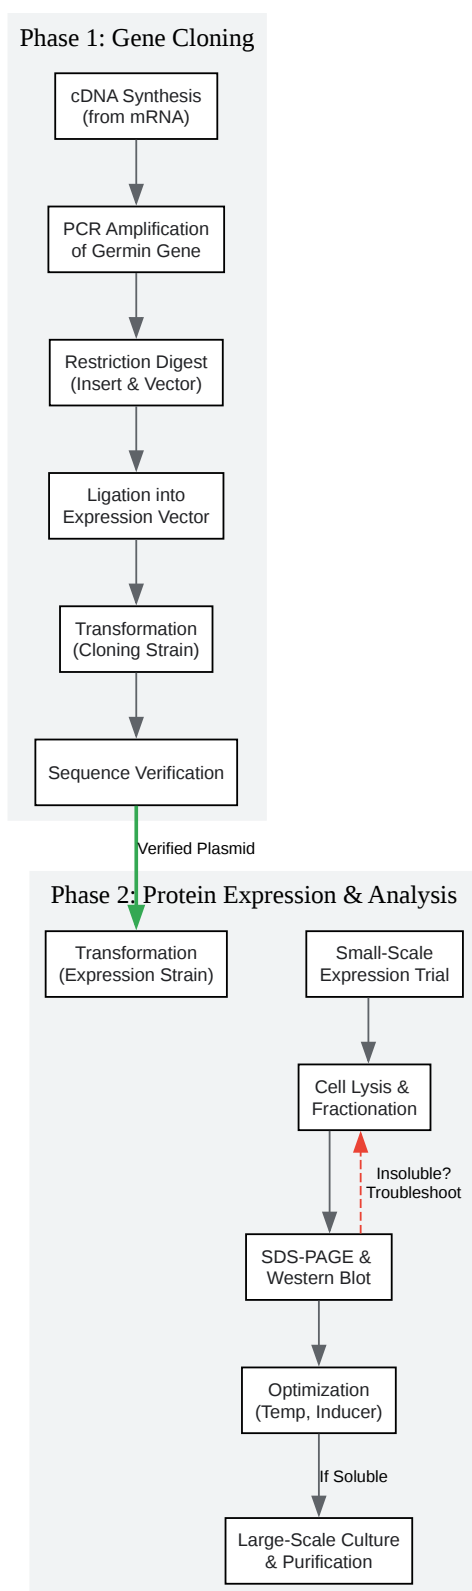 Phase 1: Gene Cloning
cDNA Synthesis
(from mRNA)
PCR Amplification
of Germin Gene
Restriction Digest
(Insert & Vector)
Ligation into
Expression Vector
Transformation
(Cloning Strain)
Sequence Verification
Verified Plasmid
Phase 2: Protein Expression & Analysis
Transformation
(Expression Strain)
Small-Scale
Expression Trial
Cell Lysis &
Fractionation
Insoluble?
Troubleshoot
SDS-PAGE &
Western Blot
Optimization
(Temp, Inducer)
If Soluble
Large-Scale Culture
& Purification